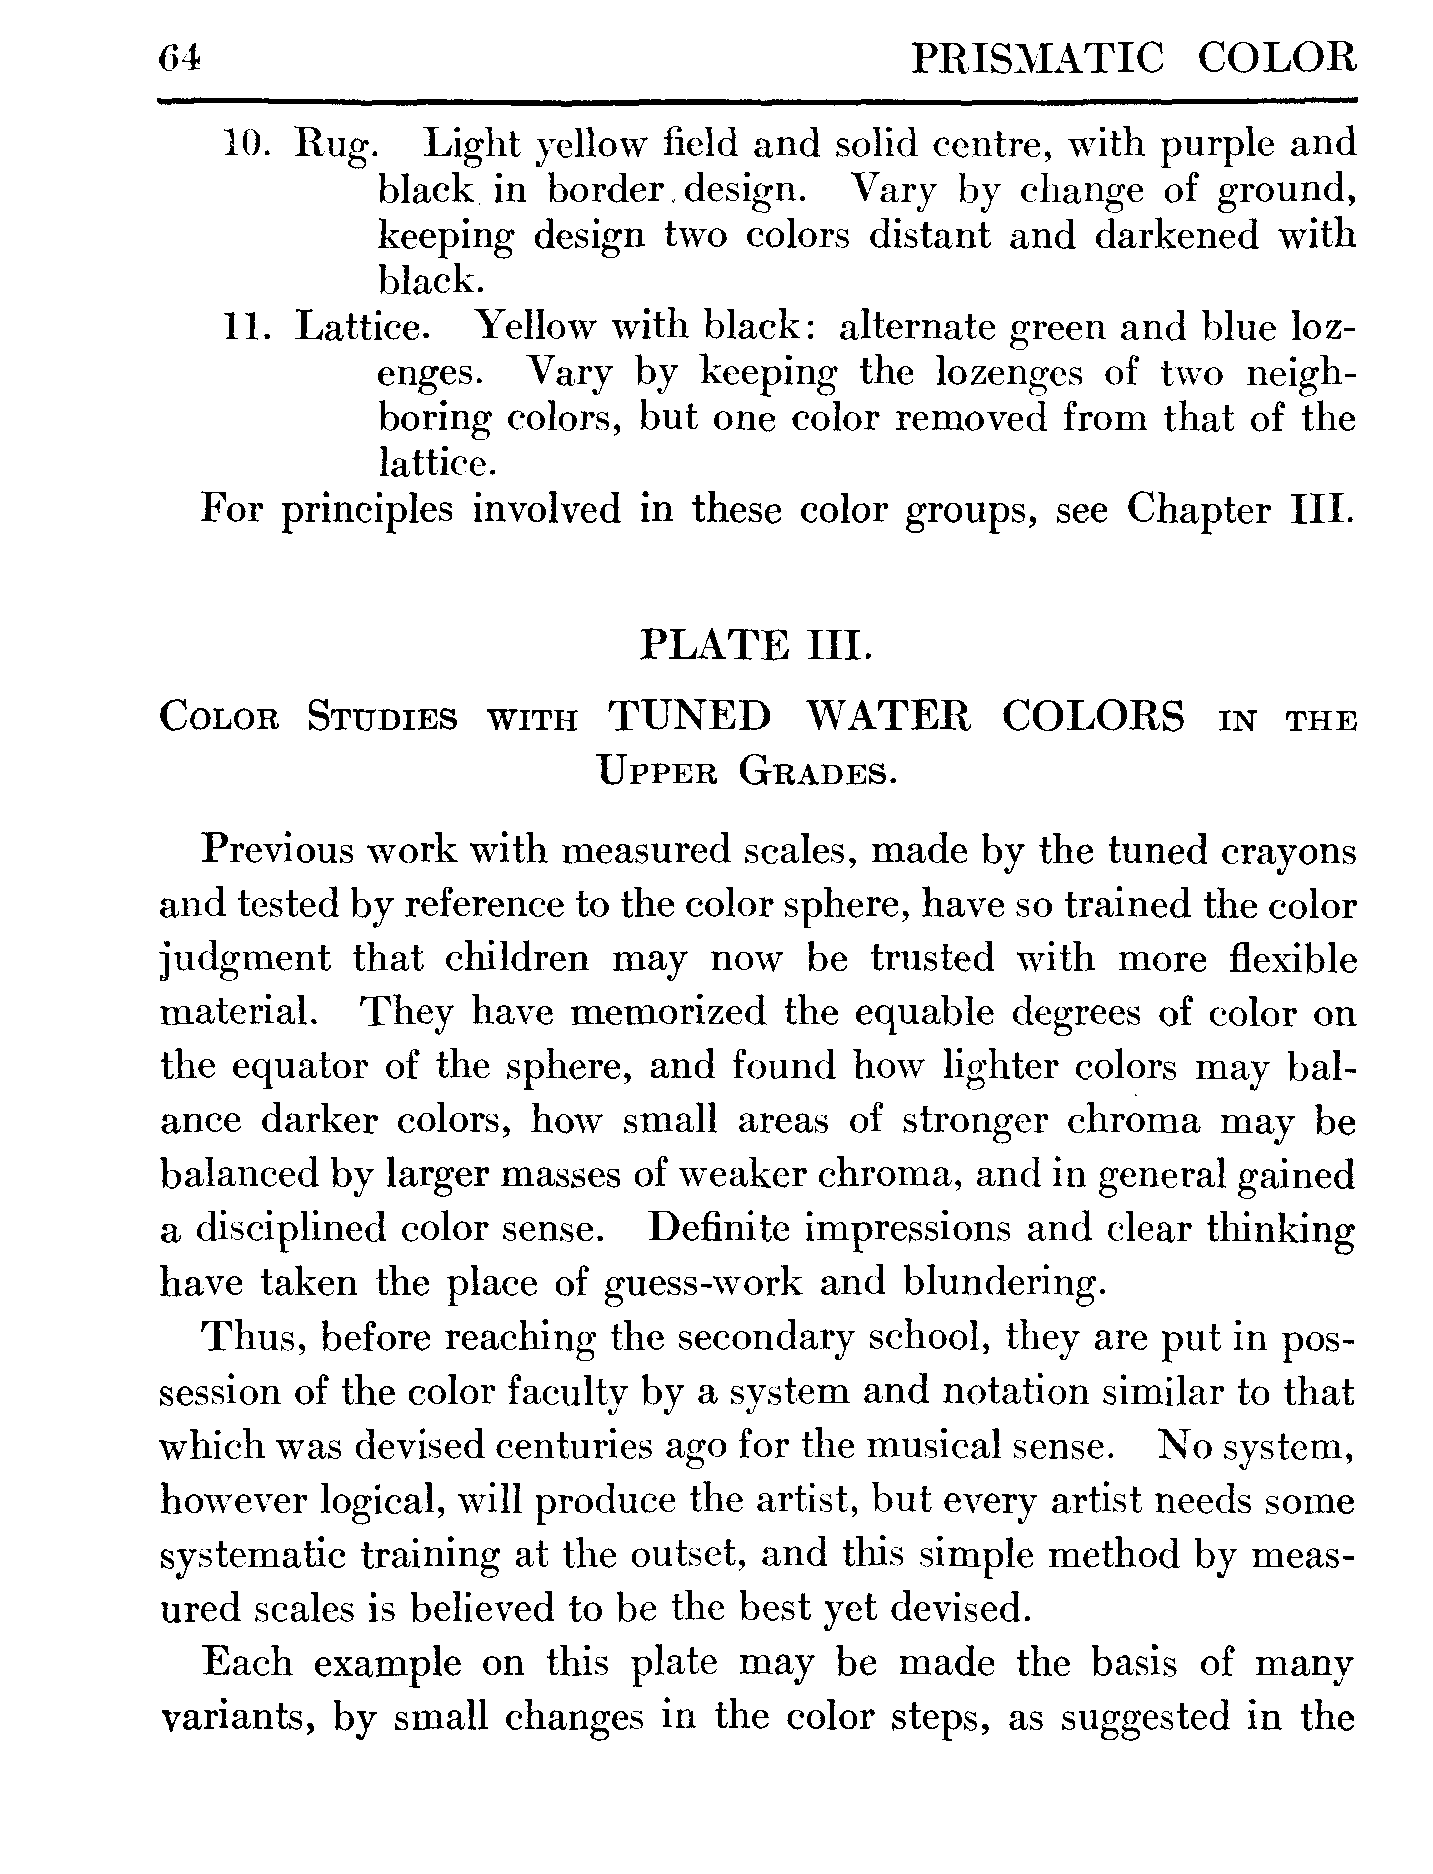 64 PRISMATIC COLOR
10. Rug. Light yellow field and solid centre, with purple and
black in border design. Vary by change of ground,
keeping design two colors distant and darkened with
black.
11. Lattice. Yellow with black: alternate green and blue loz-
enges. Vary by keeping the lozenges of two neigh-
boring colors, but one color removed from that of the
lattice.
For principles involved in these color groups, see Chapter III.
PLATE III.
COLOR STUDIES WITH TUNED WATER COLORS IN THE
UPPER GRADES.
Previous work with measured scales, made by the tuned crayons
and tested by reference to the color sphere, have so trained the color
judgment that children may now be trusted with more flexible
material. They have memorized the equable degrees of color on
the equator of the sphere, and found how lighter colors may bal-
ance darker colors, how small areas of stronger chroma may be
balanced by larger masses of weaker chroma, and in general gained
a disciplined color sense. Definite impressions and clear thinking
have taken the place of guess-work and blundering.
Thus, before reaching the secondary school, they are put in pos-
session of the color faculty by a system and notation similar to that
which was devised centuries ago for the musical sense. No system,
however logical, will produce the artist, but every artist needs some
systematic training at the outset, and this simple method by meas-
ured scales is believed to be the best yet devised.
Each example on this plate may be made the basis of many
variants, by small changes in the color steps, as suggested in the